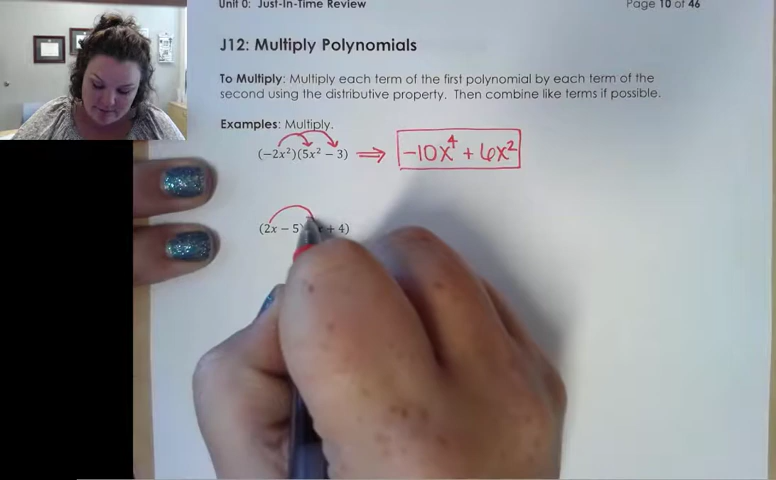 Unit 0: Just-In-Time Review Page 10 of 46
J12: Multiply Polynomials
To Multiply: Multiply each term of the first polynomial by each term of the
second using the distributive property. Then combine like terms if possible.
Examples: Multiply.
(−2x²)(5x² − 3) ⟹ −10x⁴ + 6x²
(2x − 5) + 4)